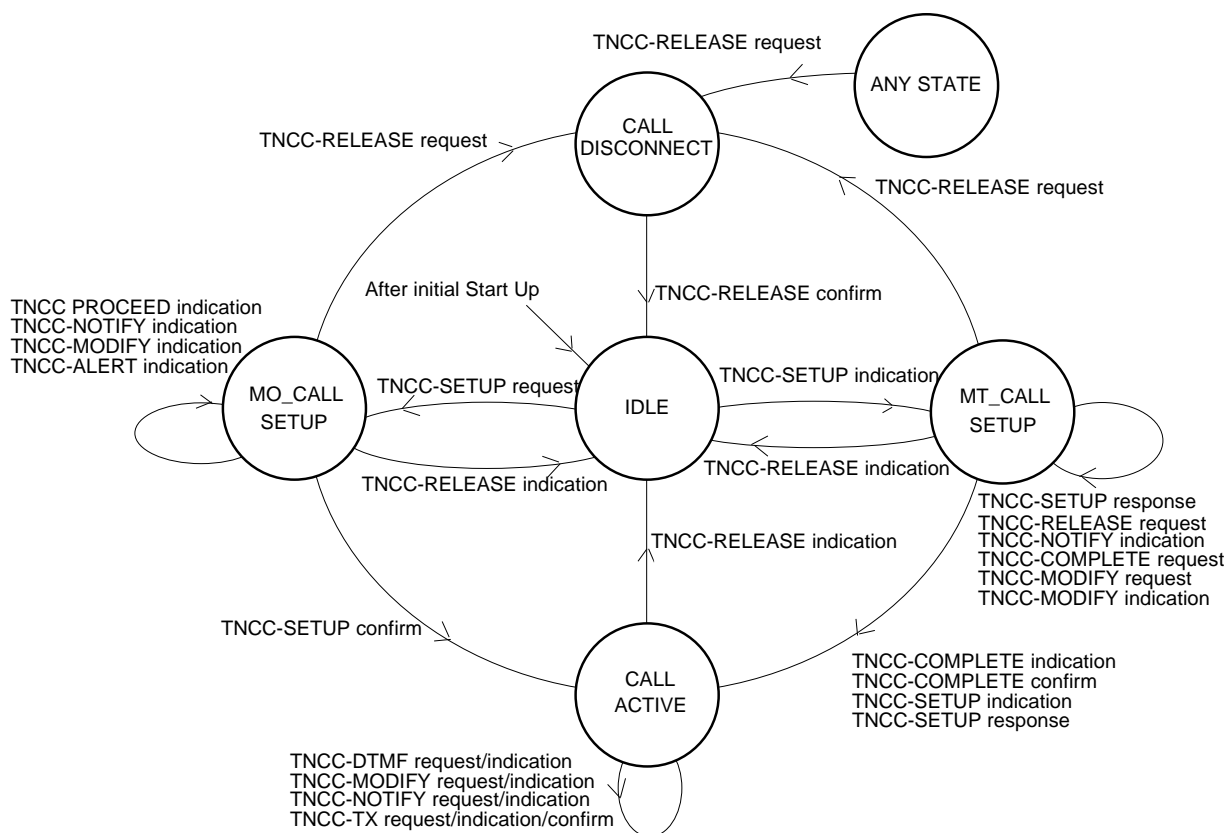 TNCC-RELEASE request
ANY STATE
CALL
DISCONNECT
TNCC-RELEASE request
TNCC-RELEASE request
After initial Start Up
TNCC-RELEASE confirm
TNCC PROCEED indication
TNCC-NOTIFY indication
TNCC-MODIFY indication
TNCC-ALERT indication
MO_CALL
SETUP
TNCC-SETUP request
IDLE
TNCC-SETUP indication
MT_CALL
SETUP
TNCC-RELEASE indication
TNCC-RELEASE indication
TNCC-SETUP response
TNCC-RELEASE request
TNCC-NOTIFY indication
TNCC-COMPLETE request
TNCC-MODIFY request
TNCC-MODIFY indication
TNCC-RELEASE indication
TNCC-SETUP confirm
CALL
ACTIVE
TNCC-COMPLETE indication
TNCC-COMPLETE confirm
TNCC-SETUP indication
TNCC-SETUP response
TNCC-DTMF request/indication
TNCC-MODIFY request/indication
TNCC-NOTIFY request/indication
TNCC-TX request/indication/confirm